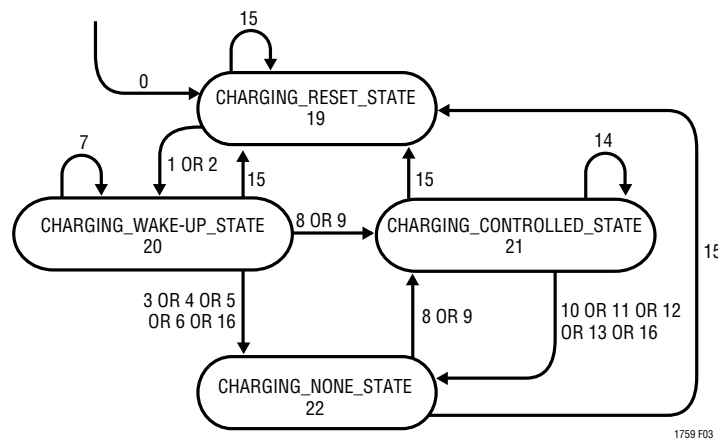 15
0
CHARGING_RESET_STATE
19
7
1 OR 2
15
15
14
CHARGING_WAKE-UP_STATE
20
8 OR 9
CHARGING_CONTROLLED_STATE
21
15
3 OR 4 OR 5
OR 6 OR 16
8 OR 9
10 OR 11 OR 12
OR 13 OR 16
CHARGING_NONE_STATE
22
1759 F03